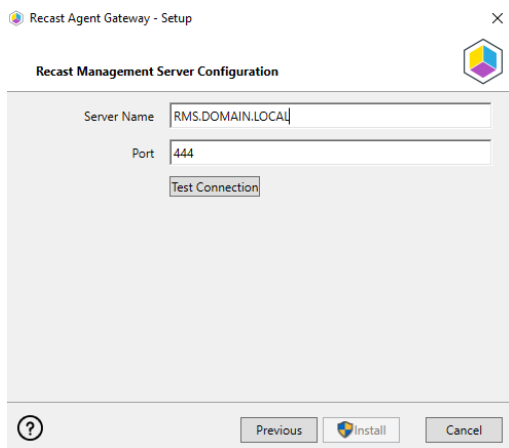 Recast Agent Gateway - Setup
Recast Management Server Configuration
Server Name RMS.DOMAIN.LOCAL
Port 444
Test Connection
? Previous Install Cancel